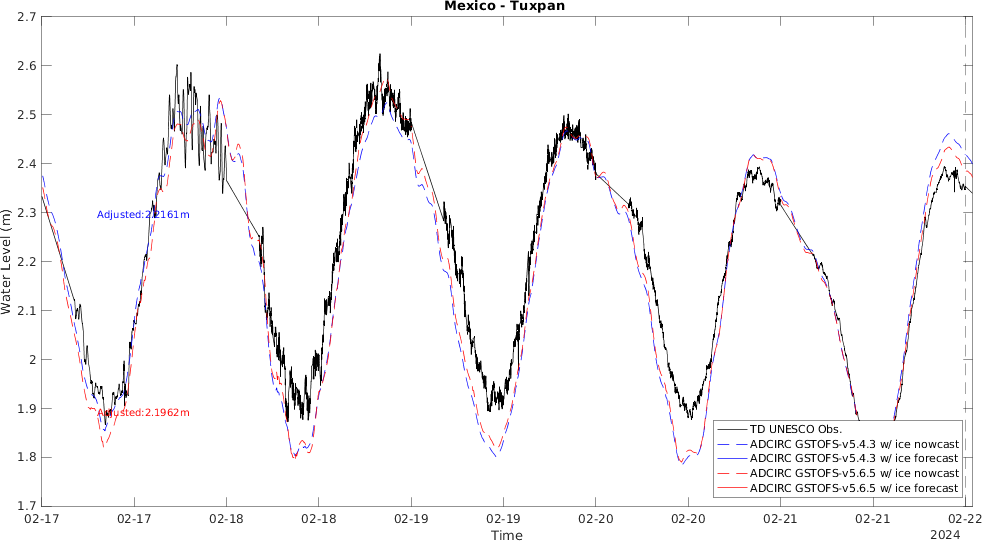 Mexico - Tuxpan
2.7
2.6
2.5
2.4
2.3
2.2
2.1
2
1.9
1.8
1.7
Water Level (m)
Adjusted:2.2161m
Adjusted:2.1962m
TD UNESCO Obs.
ADCIRC GSTOFS-v5.4.3 w/ ice nowcast
ADCIRC GSTOFS-v5.4.3 w/ ice forecast
ADCIRC GSTOFS-v5.6.5 w/ ice nowcast
ADCIRC GSTOFS-v5.6.5 w/ ice forecast
02-17 02-17 02-18 02-18 02-19 02-19 02-20 02-20 02-21 02-21 02-22
Time
2024